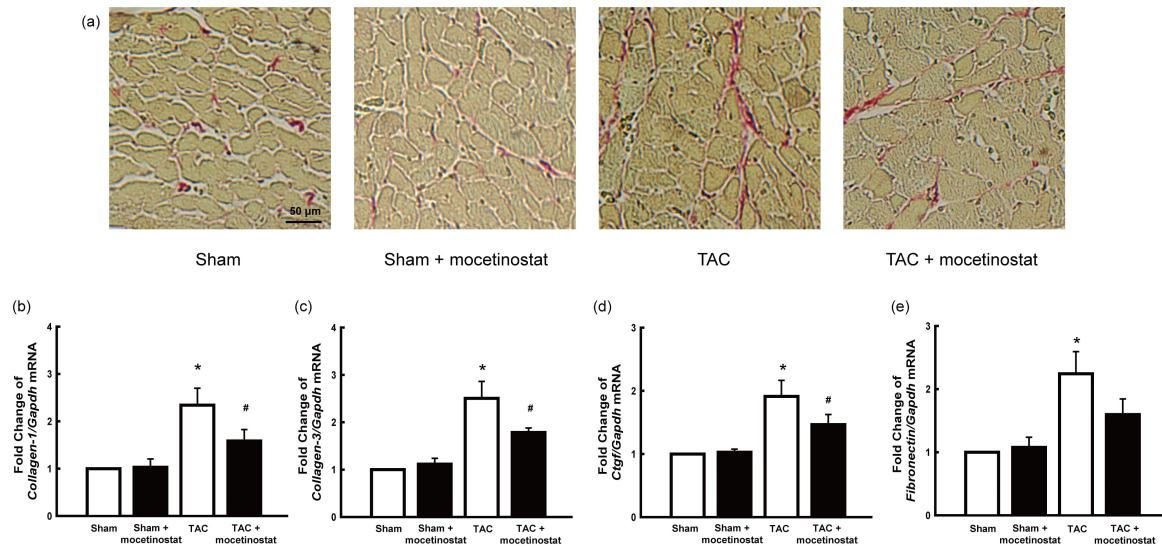 (a)
50 μm
Sham
Sham + mocetinostat
TAC
TAC + mocetinostat
(b)
Fold Change of
Collagen-1/Gapdh mRNA
4
3
2
1
0
*
#
Sham
Sham +
mocetinostat
TAC
TAC +
mocetinostat
(c)
Fold Change of
Collagen-3/Gapdh mRNA
4
3
2
1
0
*
#
Sham
Sham +
mocetinostat
TAC
TAC +
mocetinostat
(d)
Fold Change of
Ctgf/Gapdh mRNA
3
2
1
0
*
#
Sham
Sham +
mocetinostat
TAC
TAC +
mocetinostat
(e)
Fold Change of
Fibronectin/Gapdh mRNA
3
2
1
0
*
Sham
Sham +
mocetinostat
TAC
TAC +
mocetinostat